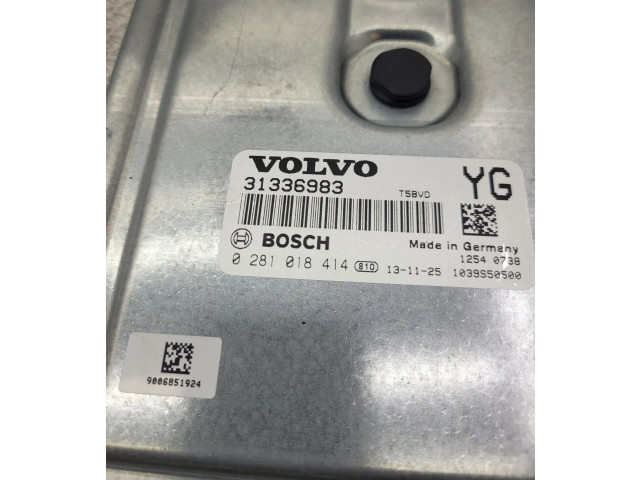 VOLVO
31336983
T5BVD
YG
BOSCH
Made in Germany
1254 0738
0 281 018 414 810 13-11-25 1039S50500
9006851924